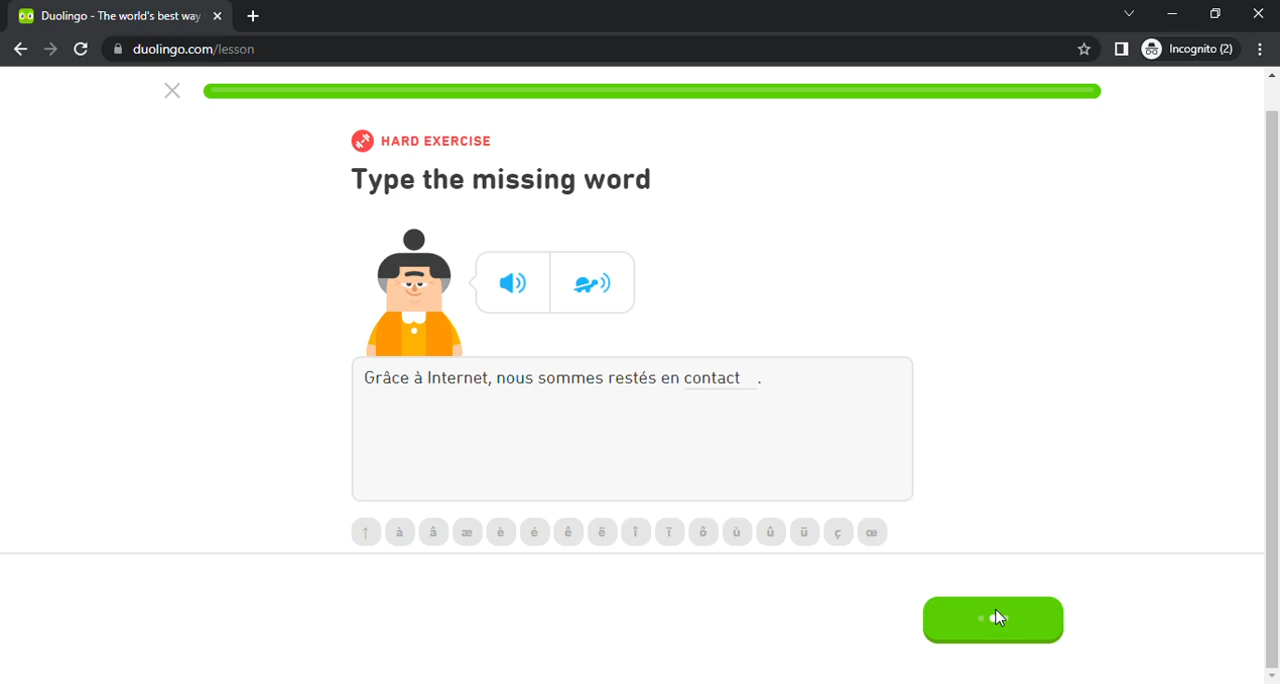 Duolingo - The world's best way
duolingo.com/lesson
Incognito (2)
HARD EXERCISE
Type the missing word
Grâce à Internet, nous sommes restés en contact .
↑ à â æ è é ê ë î ï ô ù û ü ç œ